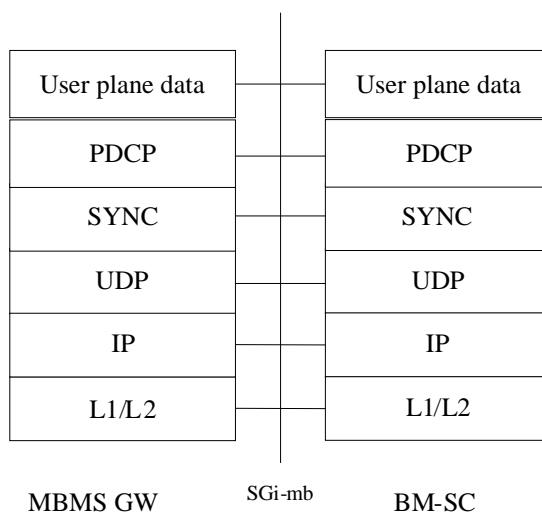 User plane data User plane data
PDCP PDCP
SYNC SYNC
UDP UDP
IP IP
L1/L2 L1/L2
MBMS GW SGi-mb BM-SC